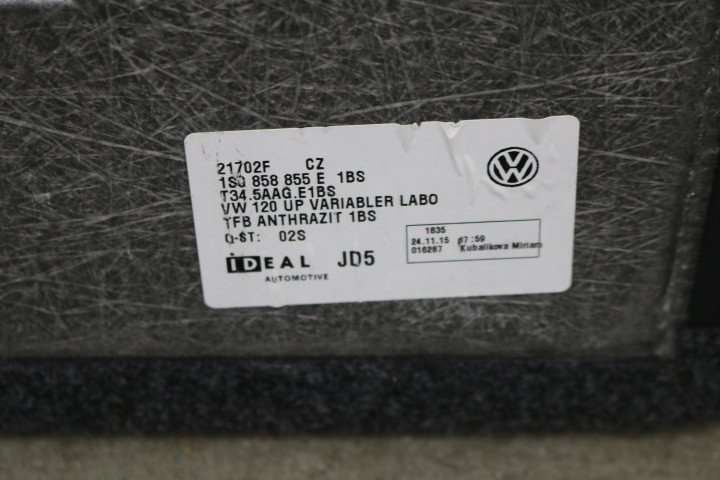 21702F CZ
1S0 858 855 E 1BS
T34.5AAG.E1BS
VW 120 UP VARIABLER LABO
TFB ANTHRAZIT 1BS
Q-ST: 02S
1835
24.11.15 07:59
016287 Kubalikova Miriam
iDEAL JD5
AUTOMOTIVE